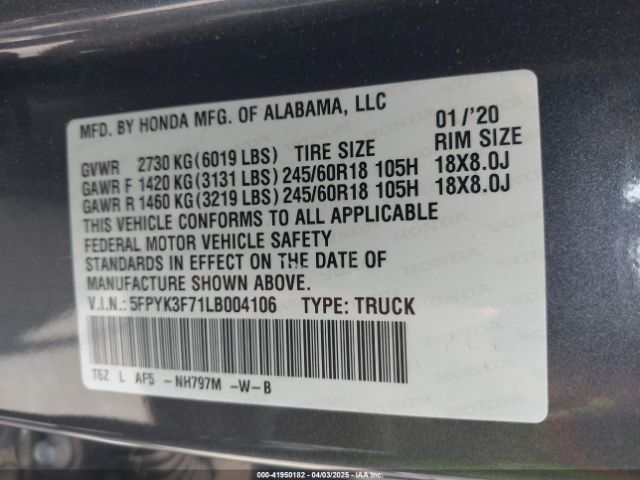 MFD. BY HONDA MFG. OF ALABAMA, LLC 01/'20
GVWR 2730 KG(6019 LBS) TIRE SIZE RIM SIZE
GAWR F 1420 KG(3131 LBS)245/60R18 105H 18X8.0J
GAWR R 1460 KG(3219 LBS)245/60R18 105H 18X8.0J
THIS VEHICLE CONFORMS TO ALL APPLICABLE
FEDERAL MOTOR VEHICLE SAFETY
STANDARDS IN EFFECT ON THE DATE OF
MANUFACTURE SHOWN ABOVE.
V.I.N.: 5FPYK3F71LB004106 TYPE: TRUCK
T6Z L AF5 -NH797M -W-B
000-41950182 - 04/03/2025 - IAA Inc.